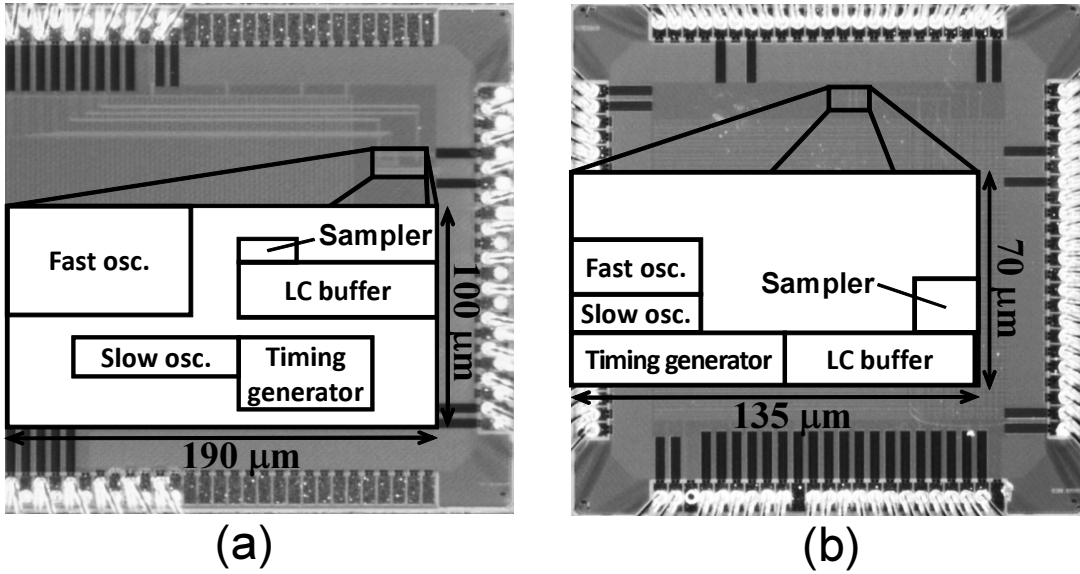 Fast osc.
Sampler
LC buffer
Slow osc.
Timing
generator
100 μm
190 μm
(a)
Fast osc.
Slow osc.
Sampler
Timing generator
LC buffer
70 μm
135 μm
(b)